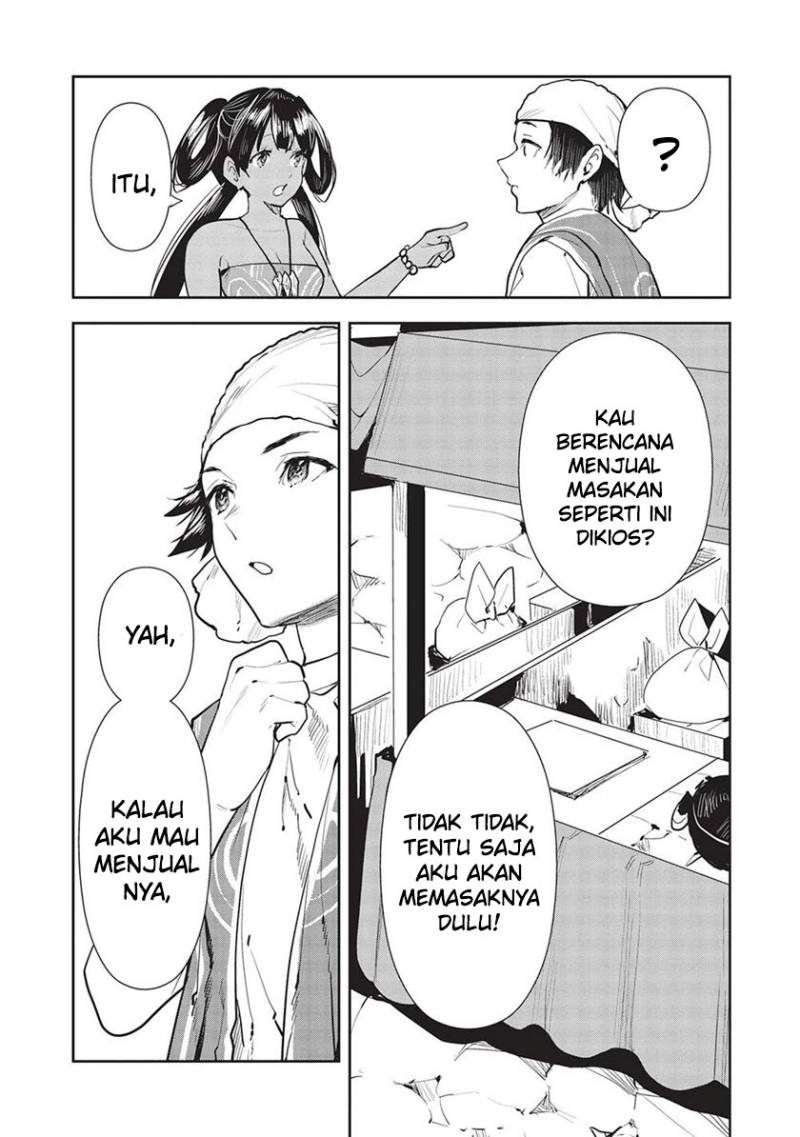 ITU,
?
KAU
BERENCANA
MENJUAL
MASAKAN
SEPERTI INI
DIKIOS?
TIDAK TIDAK,
TENTU SAJA
AKU AKAN
MEMASAKNYA
DULU!
YAH,
KALAU
AKU MAU
MENJUAL
NYA,